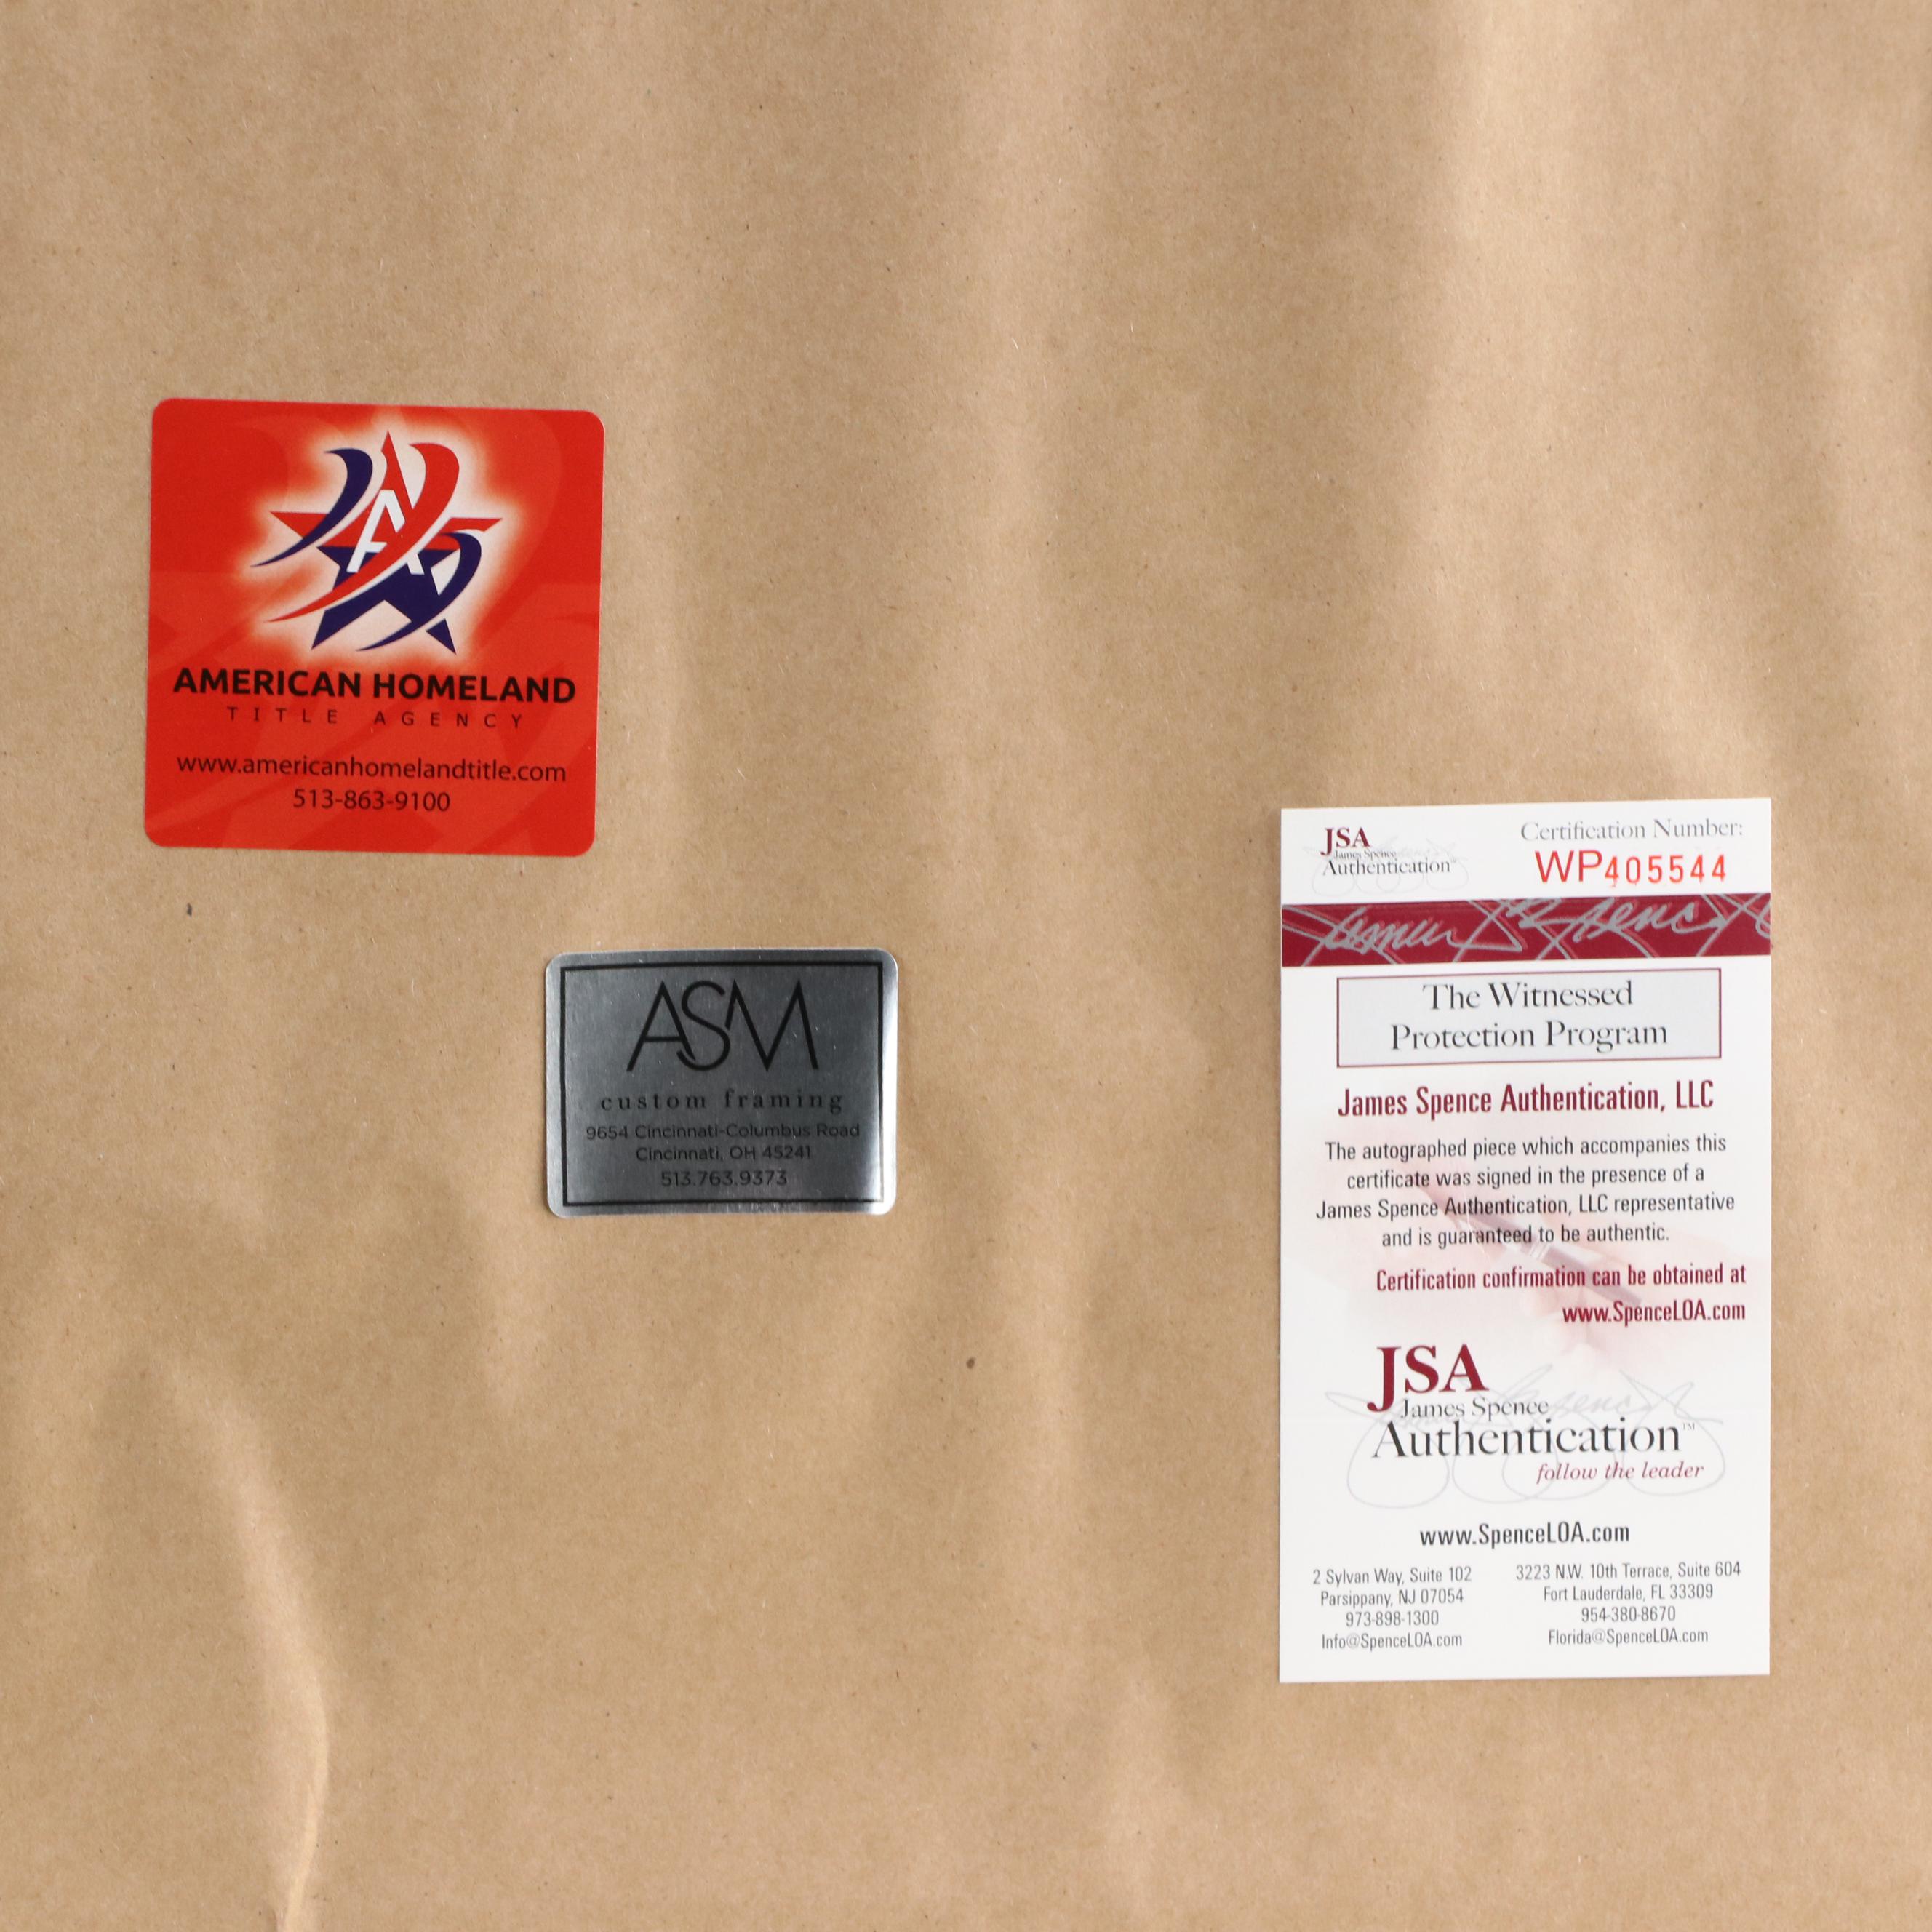 A
AMERICAN HOMELAND
TITLE AGENCY
www.americanhomelandtitle.com
513-863-9100
ASM
custom framing
9654 Cincinnati-Columbus Road
Cincinnati, OH 45241
513.763.9373
JSA
James Spence
Authentication™
Certification Number:
WP405544
James Spence
The Witnessed
Protection Program
James Spence Authentication, LLC
The autographed piece which accompanies this
certificate was signed in the presence of a
James Spence Authentication, LLC representative
and is guaranteed to be authentic.
Certification confirmation can be obtained at
www.SpenceLOA.com
JSA
James Spence
Authentication™
follow the leader
www.SpenceLOA.com
2 Sylvan Way, Suite 102
Parsippany, NJ 07054
973-898-1300
Info@SpenceLOA.com
3223 N.W. 10th Terrace, Suite 604
Fort Lauderdale, FL 33309
954-380-8670
Florida@SpenceLOA.com